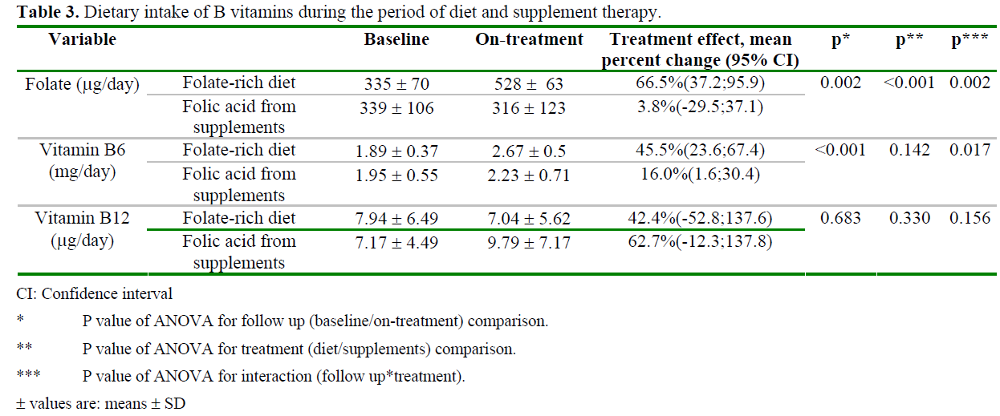 Table 3. Dietary intake of B vitamins during the period of diet and supplement therapy.
Variable Baseline On-treatment Treatment effect, mean percent change (95% CI) p* p** p***
Folate (μg/day) Folate-rich diet 335 ± 70 528 ± 63 66.5%(37.2;95.9) 0.002 <0.001 0.002
Folic acid from supplements 339 ± 106 316 ± 123 3.8%(-29.5;37.1)
Vitamin B6 (mg/day) Folate-rich diet 1.89 ± 0.37 2.67 ± 0.5 45.5%(23.6;67.4) <0.001 0.142 0.017
Folic acid from supplements 1.95 ± 0.55 2.23 ± 0.71 16.0%(1.6;30.4)
Vitamin B12 (μg/day) Folate-rich diet 7.94 ± 6.49 7.04 ± 5.62 42.4%(-52.8;137.6) 0.683 0.330 0.156
Folic acid from supplements 7.17 ± 4.49 9.79 ± 7.17 62.7%(-12.3;137.8)
CI: Confidence interval
* P value of ANOVA for follow up (baseline/on-treatment) comparison.
** P value of ANOVA for treatment (diet/supplements) comparison.
*** P value of ANOVA for interaction (follow up*treatment).
± values are: means ± SD